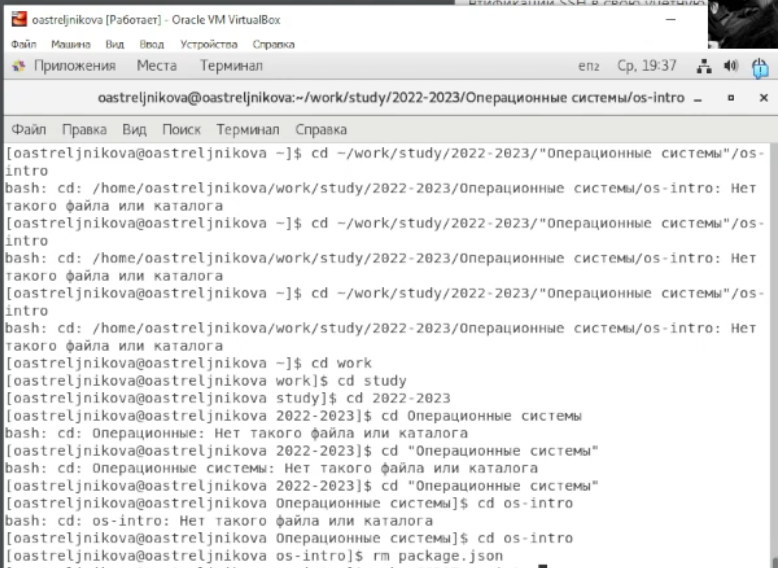 oastreljnikova [Работает] - Oracle VM VirtualBox
Файл Машина Вид Ввод Устройства Справка
Приложения Места Терминал en₂ Ср, 19:37
oastreljnikova@oastreljnikova:~/work/study/2022-2023/Операционные системы/os-intro
Файл Правка Вид Поиск Терминал Справка
[oastreljnikova@oastreljnikova ~]$ cd ~/work/study/2022-2023/"Операционные системы"/os-
intro
bash: cd: /home/oastreljnikova/work/study/2022-2023/Операционные системы/os-intro: Нет
такого файла или каталога
[oastreljnikova@oastreljnikova ~]$ cd ~/work/study/2022-2023/"Операционные системы"/os-
intro
bash: cd: /home/oastreljnikova/work/study/2022-2023/Операционные системы/os-intro: Нет
такого файла или каталога
[oastreljnikova@oastreljnikova ~]$ cd ~/work/study/2022-2023/"Операционные системы"/os-
intro
bash: cd: /home/oastreljnikova/work/study/2022-2023/Операционные системы/os-intro: Нет
такого файла или каталога
[oastreljnikova@oastreljnikova ~]$ cd work
[oastreljnikova@oastreljnikova work]$ cd study
[oastreljnikova@oastreljnikova study]$ cd 2022-2023
[oastreljnikova@oastreljnikova 2022-2023]$ cd Операционные системы
bash: cd: Операционные: Нет такого файла или каталога
[oastreljnikova@oastreljnikova 2022-2023]$ cd "Операционные системы"
bash: cd: Операционные системы: Нет такого файла или каталога
[oastreljnikova@oastreljnikova 2022-2023]$ cd "Операционные системы"
[oastreljnikova@oastreljnikova Операционные системы]$ cd os-intro
bash: cd: os-intro: Нет такого файла или каталога
[oastreljnikova@oastreljnikova Операционные системы]$ cd os-intro
[oastreljnikova@oastreljnikova os-intro]$ rm package.json